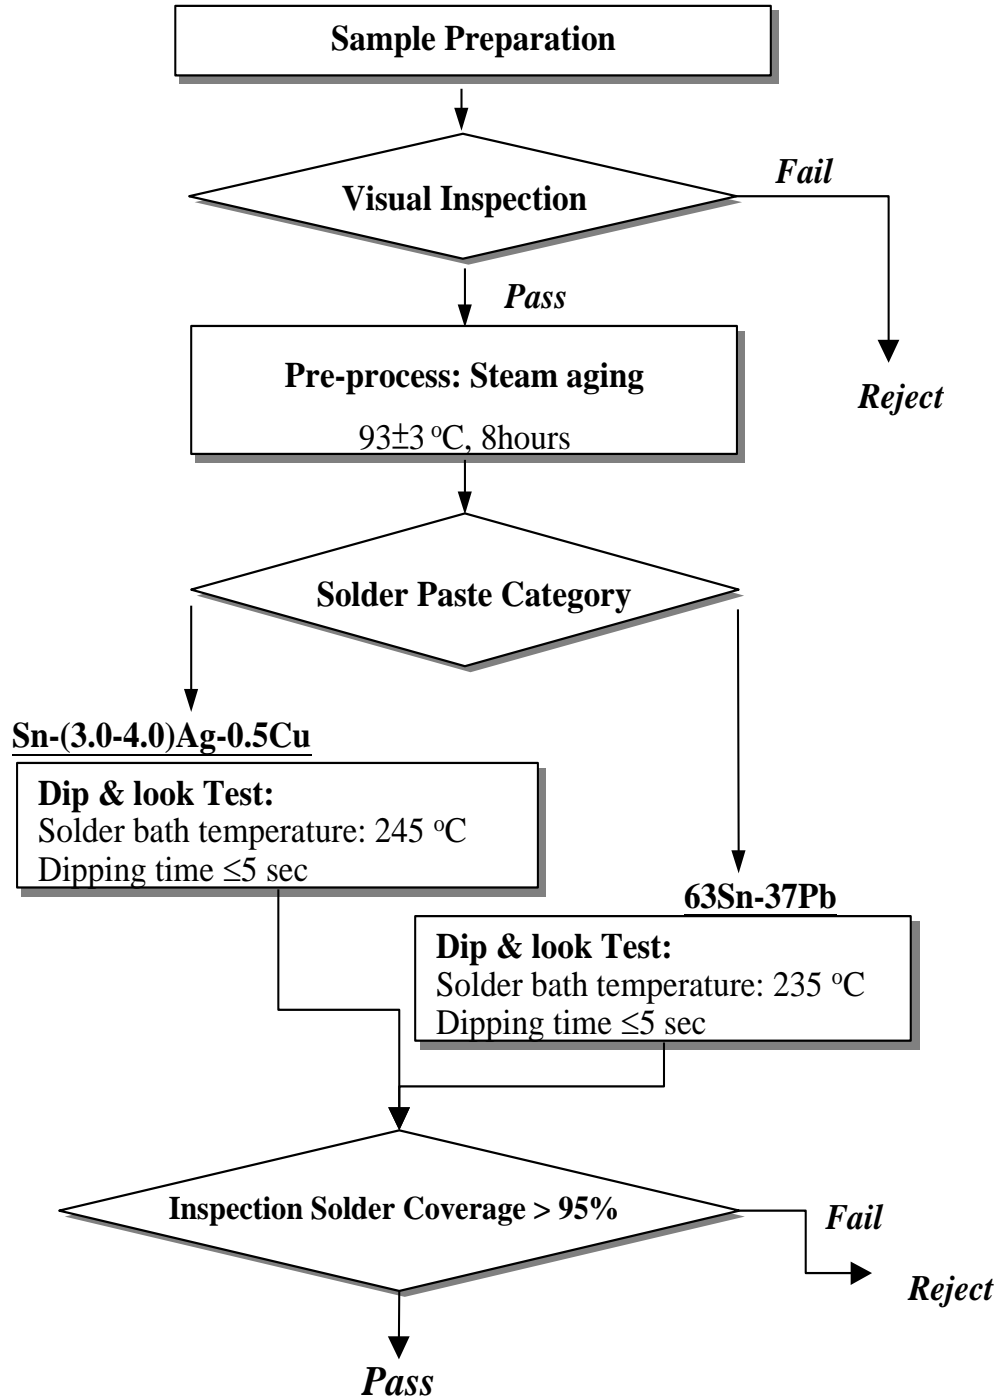 Sample Preparation
Visual Inspection
Fail
Pass
Reject
Pre-process: Steam aging
93±3 °C, 8hours
Solder Paste Category
Sn-(3.0-4.0)Ag-0.5Cu
Dip & look Test:
Solder bath temperature: 245 °C
Dipping time ≤5 sec
63Sn-37Pb
Dip & look Test:
Solder bath temperature: 235 °C
Dipping time ≤5 sec
Inspection Solder Coverage > 95%
Fail
Reject
Pass